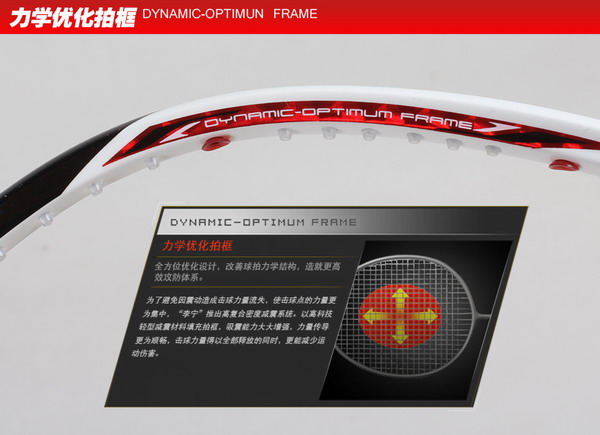 力学优化拍框 DYNAMIC-OPTIMUN FRAME
DYNAMIC-OPTIMUM FRAME
DYNAMIC-OPTIMUM FRAME
力学优化拍框
全方位优化设计，改善球拍力学结构，造就更高
效攻防体系。
为了避免因震动造成击球力量流失，使击球点的力量更
为集中，“李宁”推出高复合密度减震系统。以高科技
轻型减震材料填充拍框，吸震能力大大增强，力量传导
更为顺畅，击球力量得以全部释放的同时，更能减少运
动伤害。